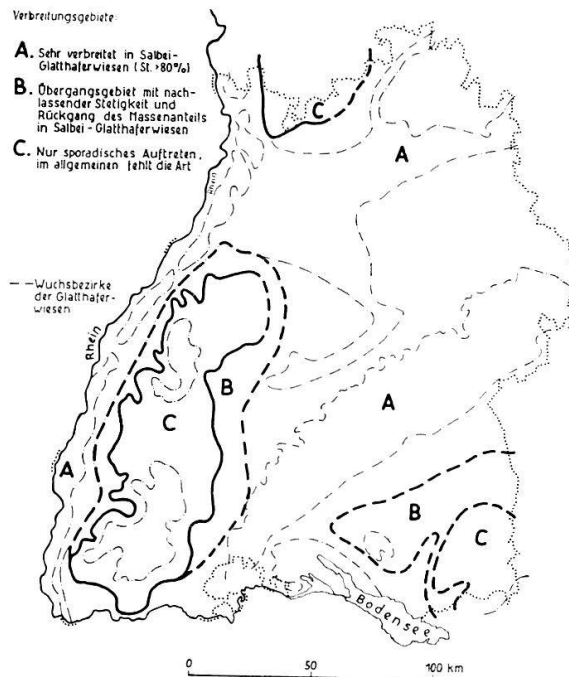 Verbreitungsgebiete:
A. Sehr verbreitet in Salbei-
Glatthaferwiesen (St. >80%)
B. Übergangsgebiet mit nach-
lassender Stetigkeit und
Rückgang des Massenanteils
in Salbei-Glatthaferwiesen
C. Nur sporadisches Auftreten,
im allgemeinen fehlt die Art
C
A
Rhein
Wuchsbezirke
der Glatthafer-
wiesen
Rhein
B
A
C
A
B
C
Bodensee
0 50 100 km